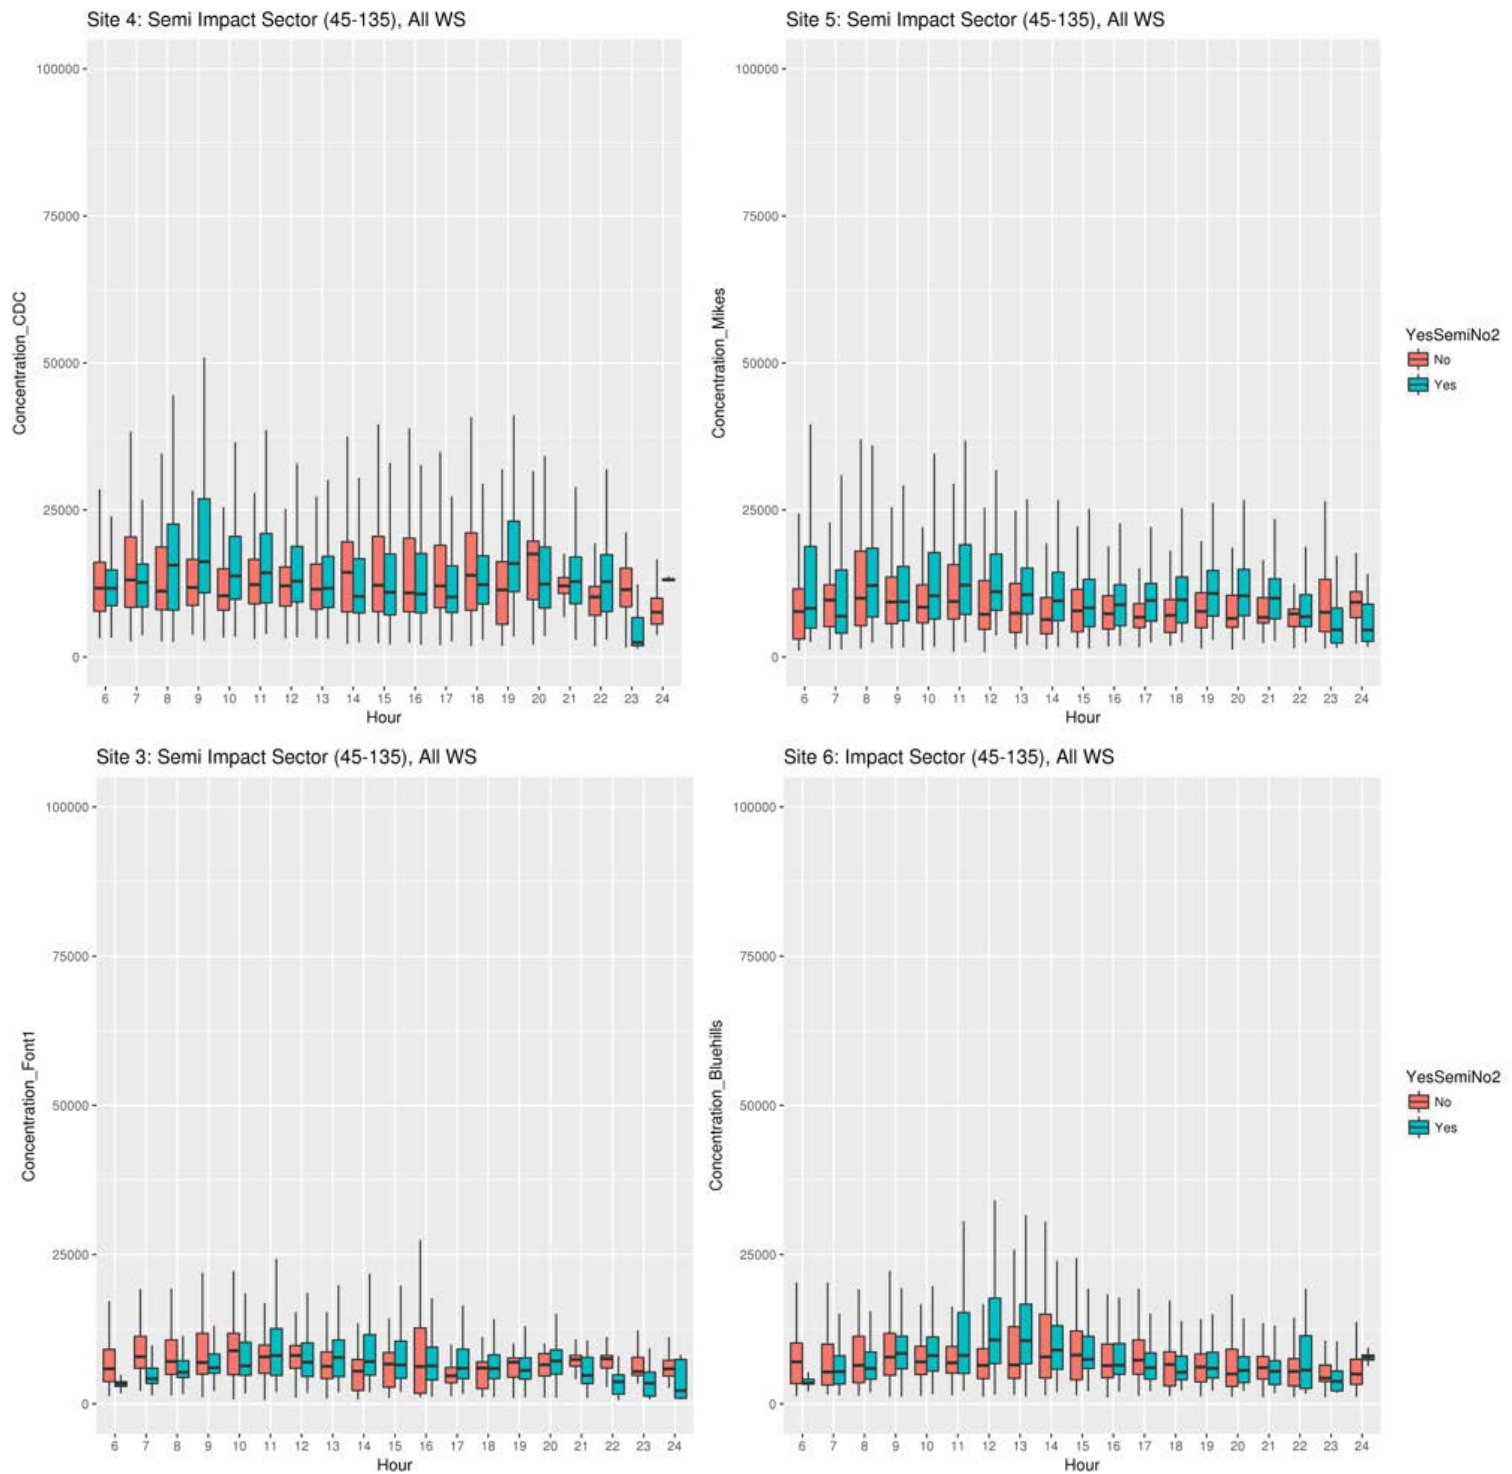 Site 4: Semi Impact Sector (45-135), All WS
100000
75000
50000
25000
0
Concentration_CDC
6 7 8 9 10 11 12 13 14 15 16 17 18 19 20 21 22 23 24
Hour
Site 5: Semi Impact Sector (45-135), All WS
100000
75000
50000
25000
0
Concentration_Mikes
6 7 8 9 10 11 12 13 14 15 16 17 18 19 20 21 22 23 24
Hour
YesSemiNo2
No
Yes
Site 3: Semi Impact Sector (45-135), All WS
100000
75000
50000
25000
0
Concentration_Font1
6 7 8 9 10 11 12 13 14 15 16 17 18 19 20 21 22 23 24
Hour
Site 6: Impact Sector (45-135), All WS
100000
75000
50000
25000
0
Concentration_Bluehills
6 7 8 9 10 11 12 13 14 15 16 17 18 19 20 21 22 23 24
Hour
YesSemiNo2
No
Yes